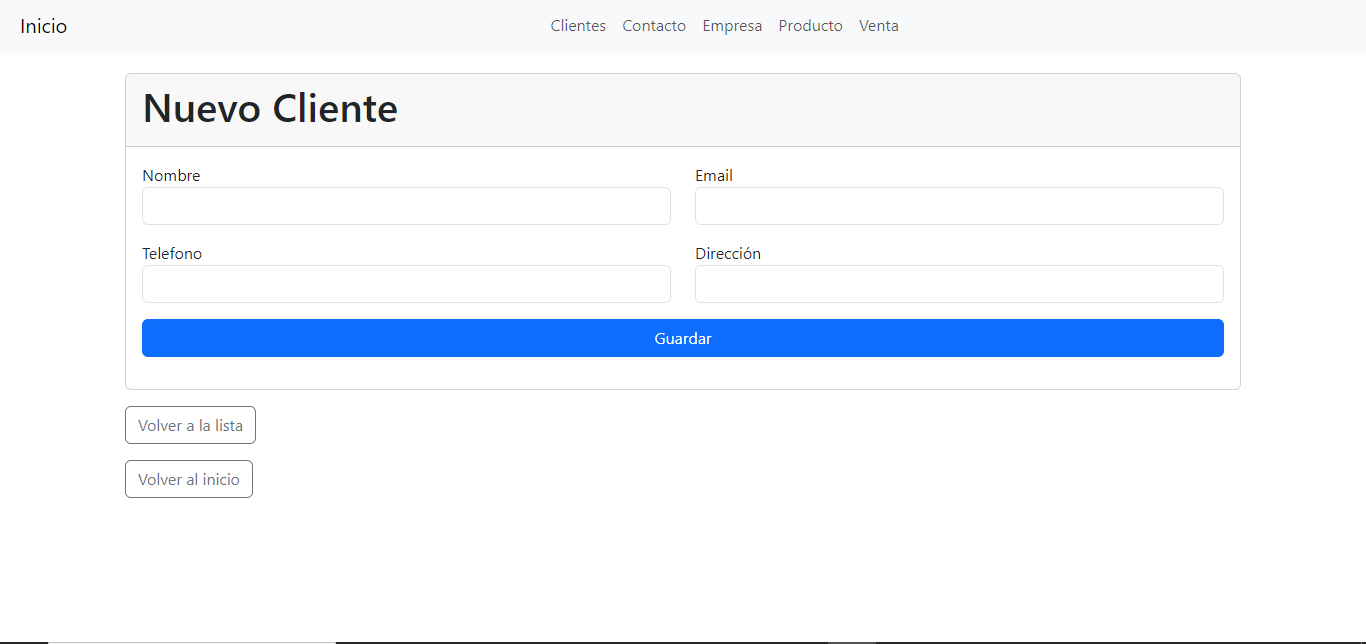 Inicio Clientes Contacto Empresa Producto Venta
Nuevo Cliente
Nombre Email
Telefono Dirección
Guardar
Volver a la lista
Volver al inicio